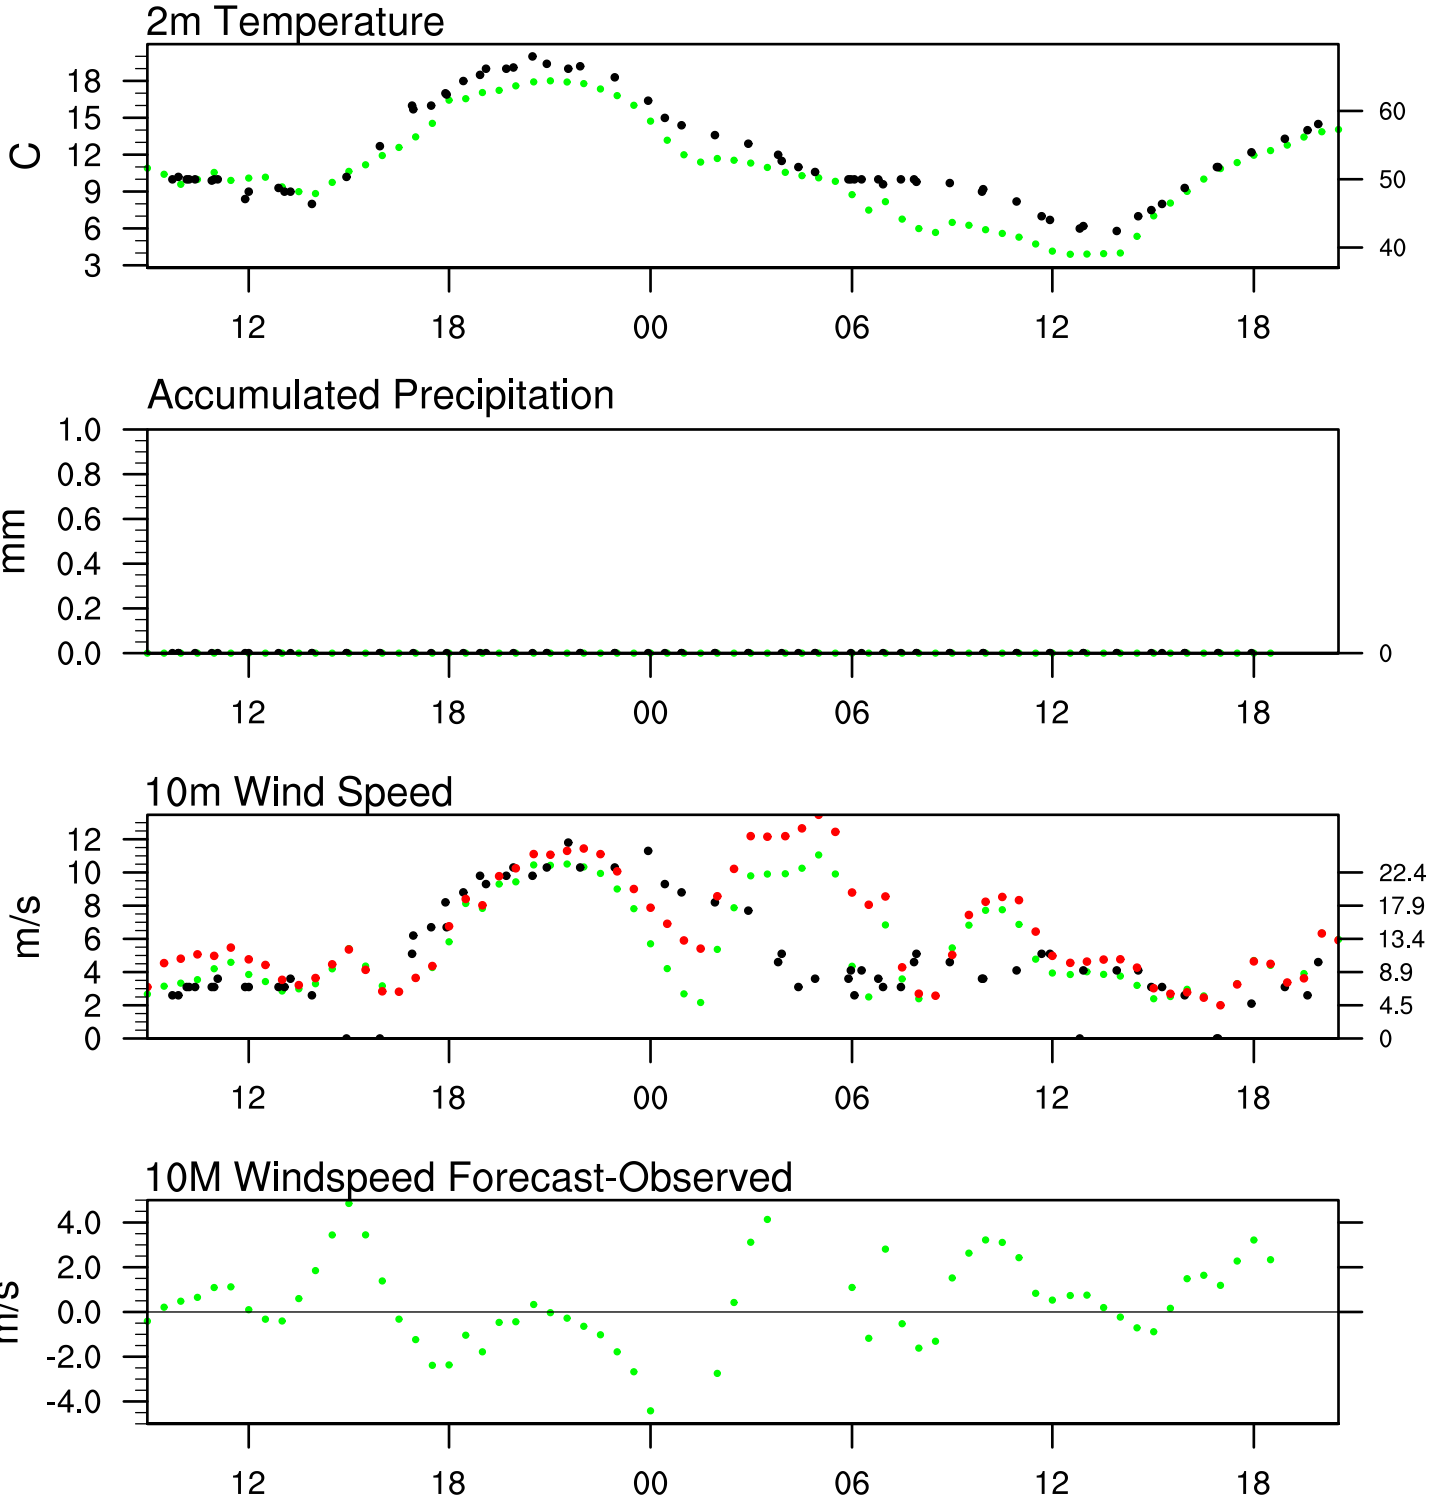 2m Temperature
18
15
12
9
6
3
C
60
50
40
12 18 00 06 12 18
Accumulated Precipitation
1.0
0.8
0.6
0.4
0.2
0.0
mm
0
12 18 00 06 12 18
10m Wind Speed
12
10
8
6
4
2
0
m/s
22.4
17.9
13.4
8.9
4.5
0
12 18 00 06 12 18
10M Windspeed Forecast-Observed
4.0
2.0
0.0
-2.0
-4.0
m/s
12 18 00 06 12 18